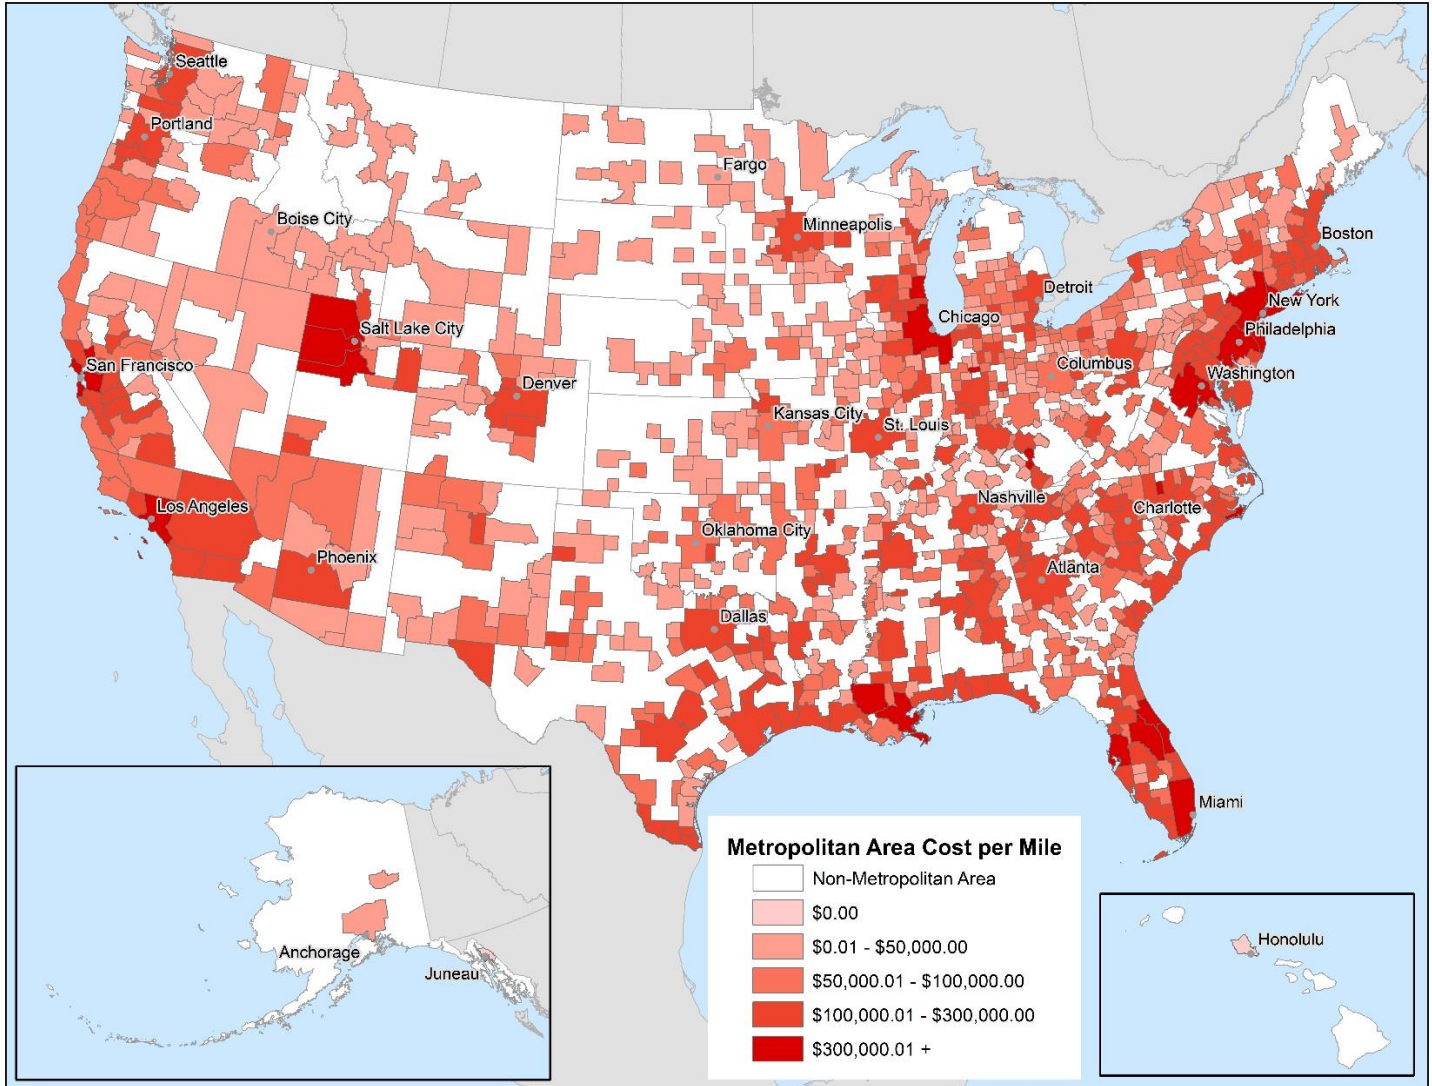 Seattle
Portland
Fargo
Boise City
Minneapolis
Boston
Detroit
New York
Chicago
Philadelphia
Salt Lake City
San Francisco
Columbus
Washington
Denver
Kansas City
St. Louis
Nashville
Los Angeles
Charlotte
Oklahoma City
Phoenix
Atlanta
Dallas
Miami
Metropolitan Area Cost per Mile
Non-Metropolitan Area
$0.00
$0.01 - $50,000.00
$50,000.01 - $100,000.00
$100,000.01 - $300,000.00
$300,000.01 +
Anchorage
Juneau
Honolulu